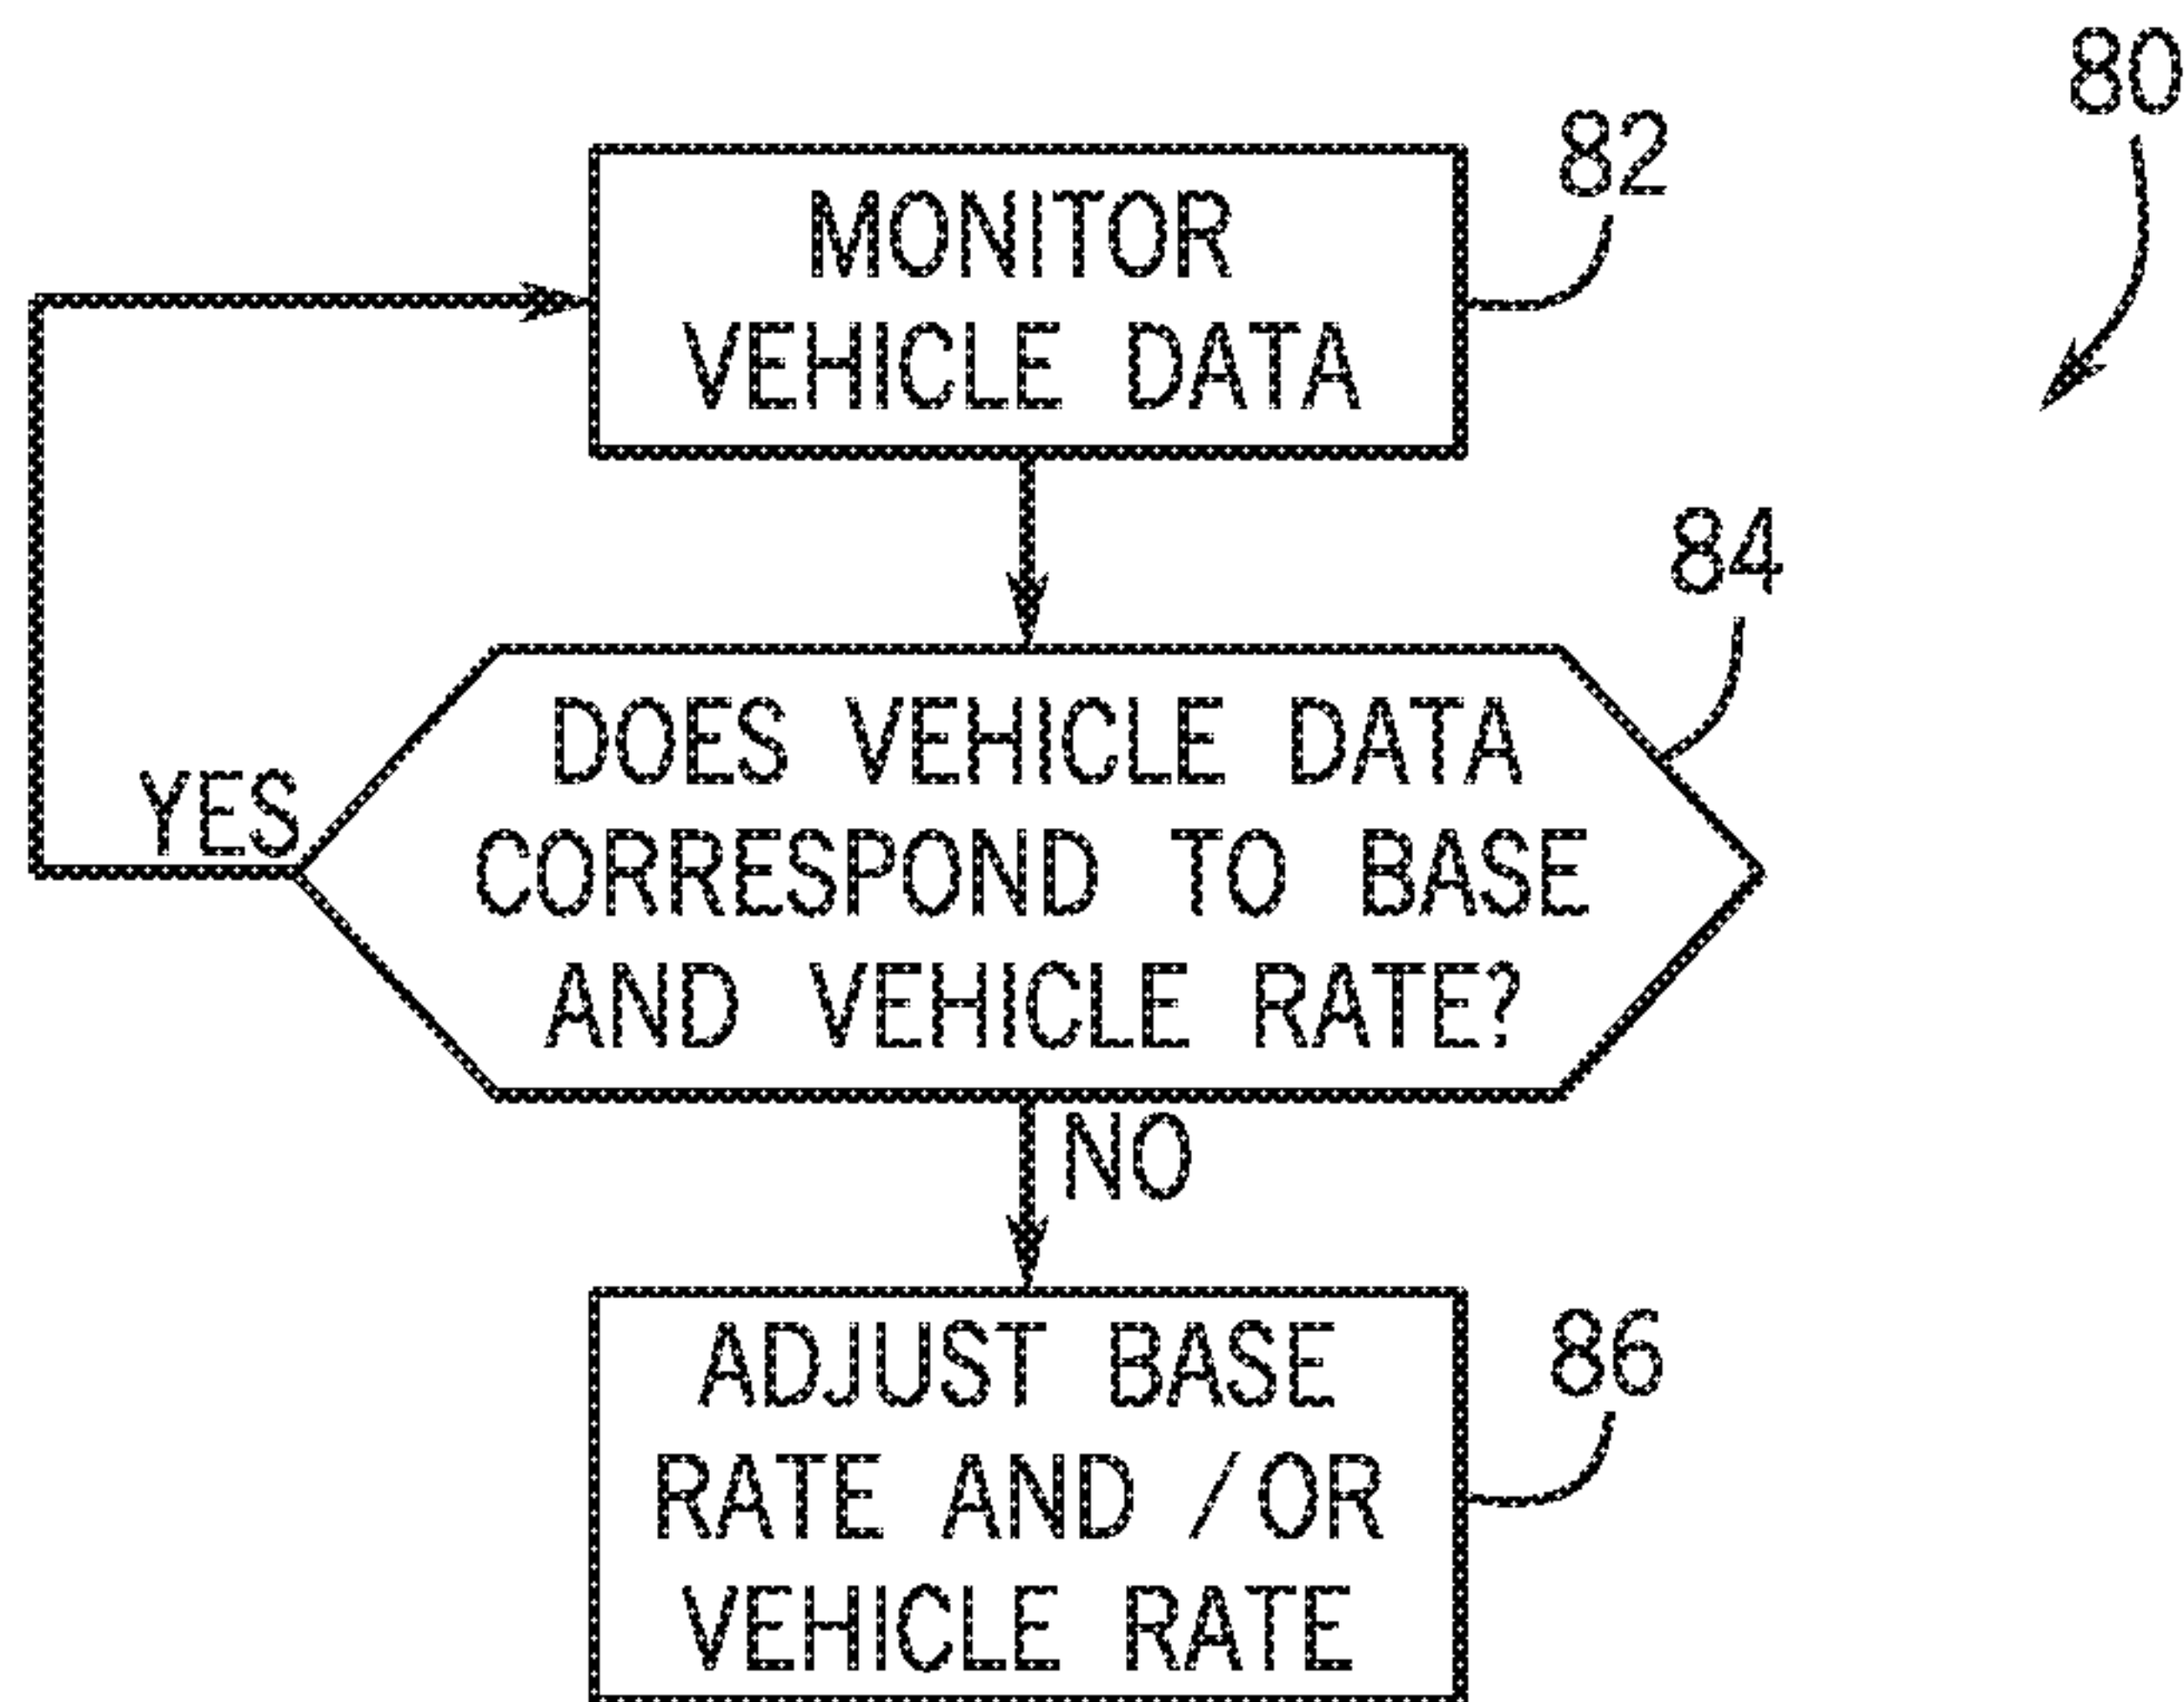 80
82
MONITOR
VEHICLE DATA
84
DOES VEHICLE DATA
CORRESPOND TO BASE
AND VEHICLE RATE?
YES
NO
86
ADJUST BASE
RATE AND /OR
VEHICLE RATE